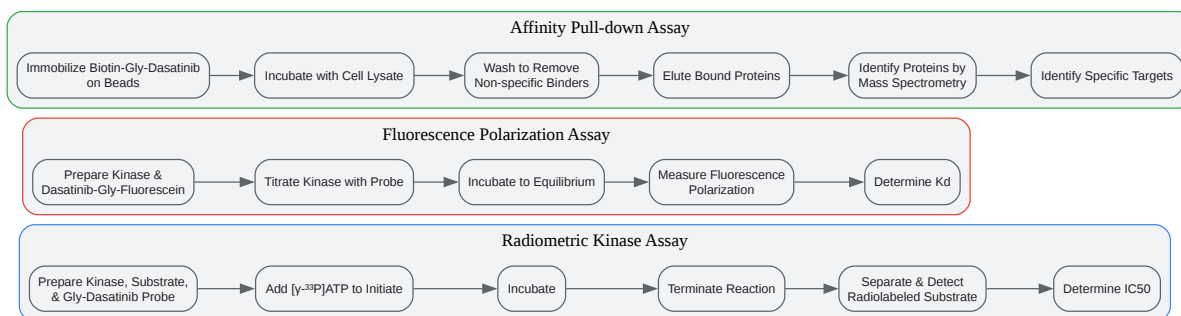 Affinity Pull-down Assay
Immobilize Biotin-Gly-Dasatinib
on Beads
Incubate with Cell Lysate
Wash to Remove
Non-specific Binders
Elute Bound Proteins
Identify Proteins by
Mass Spectrometry
Identify Specific Targets
Fluorescence Polarization Assay
Prepare Kinase &
Dasatinib-Gly-Fluorescein
Titrate Kinase with Probe
Incubate to Equilibrium
Measure Fluorescence
Polarization
Determine Kd
Radiometric Kinase Assay
Prepare Kinase, Substrate,
& Gly-Dasatinib Probe
Add [γ-³³P]ATP to Initiate
Incubate
Terminate Reaction
Separate & Detect
Radiolabeled Substrate
Determine IC50